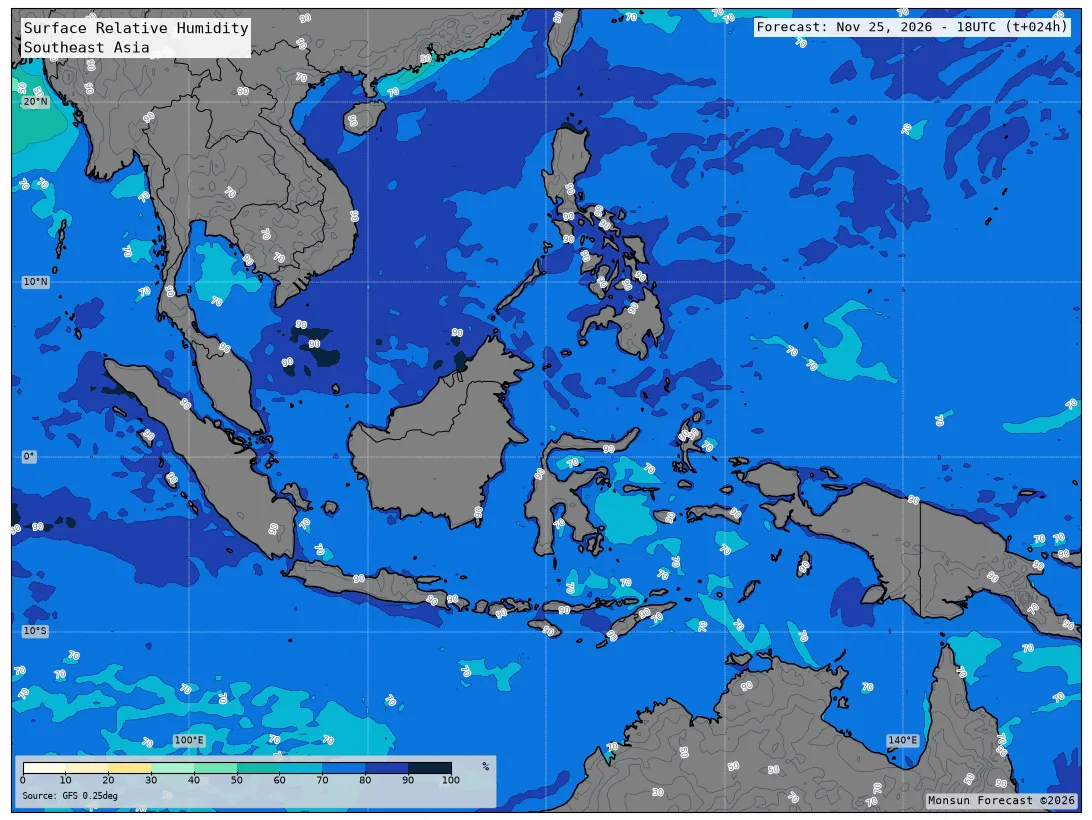 Surface Relative Humidity
Southeast Asia
Forecast: Nov 25, 2026 - 18UTC (t+024h)
20°N
10°N
0°
10°S
100°E
140°E
0 10 20 30 40 50 60 70 80 90 100
%
Source: GFS 0.25deg
Monsun Forecast ©2026